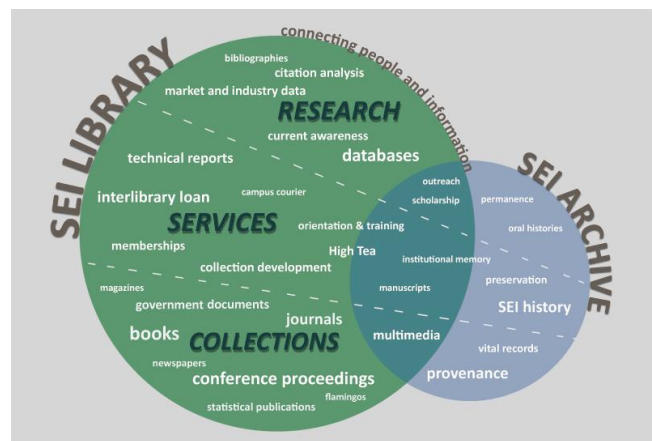 SEI LIBRARY
connecting people and information
SEI ARCHIVE
bibliographies
citation analysis
market and industry data
RESEARCH
current awareness
databases
technical reports
outreach
scholarship
permanence
interlibrary loan
campus courier
SERVICES
orientation & training
oral histories
memberships
High Tea
institutional memory
collection development
preservation
magazines
manuscripts
government documents
SEI history
journals
books
COLLECTIONS
multimedia
vital records
newspapers
conference proceedings
provenance
flamingos
statistical publications